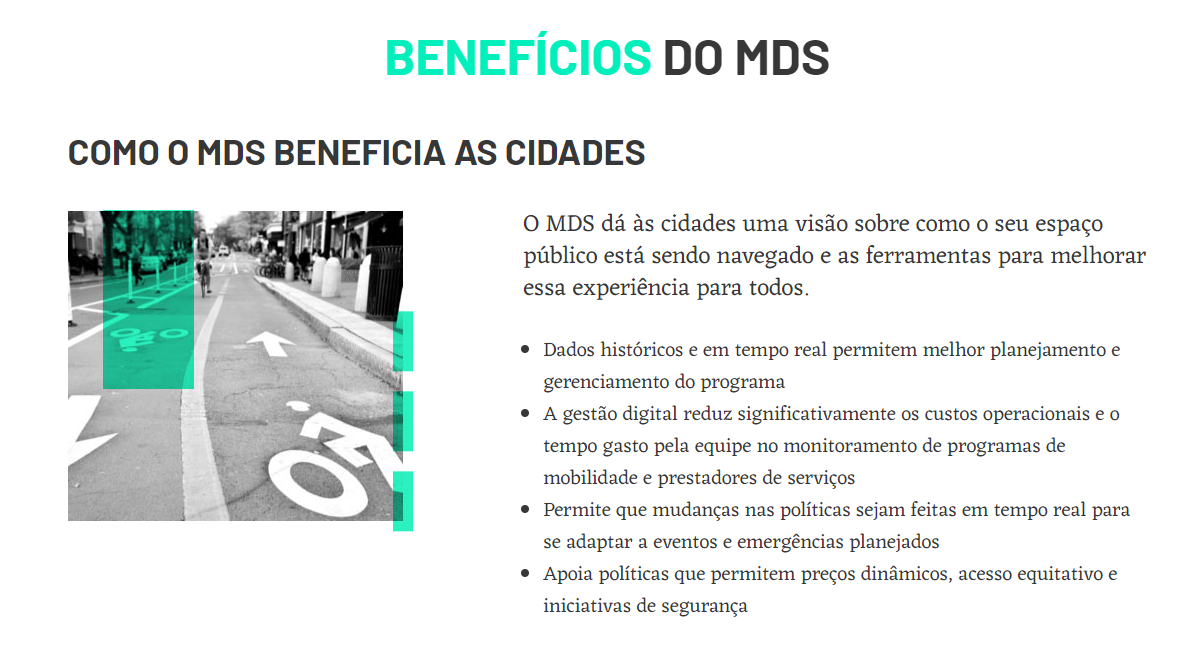 BENEFÍCIOS DO MDS
COMO O MDS BENEFICIA AS CIDADES
O MDS dá às cidades uma visão sobre como o seu espaço
público está sendo navegado e as ferramentas para melhorar
essa experiência para todos.
• Dados históricos e em tempo real permitem melhor planejamento e
gerenciamento do programa
• A gestão digital reduz significativamente os custos operacionais e o
tempo gasto pela equipe no monitoramento de programas de
mobilidade e prestadores de serviços
• Permite que mudanças nas políticas sejam feitas em tempo real para
se adaptar a eventos e emergências planejados
• Apoia políticas que permitem preços dinâmicos, acesso equitativo e
iniciativas de segurança